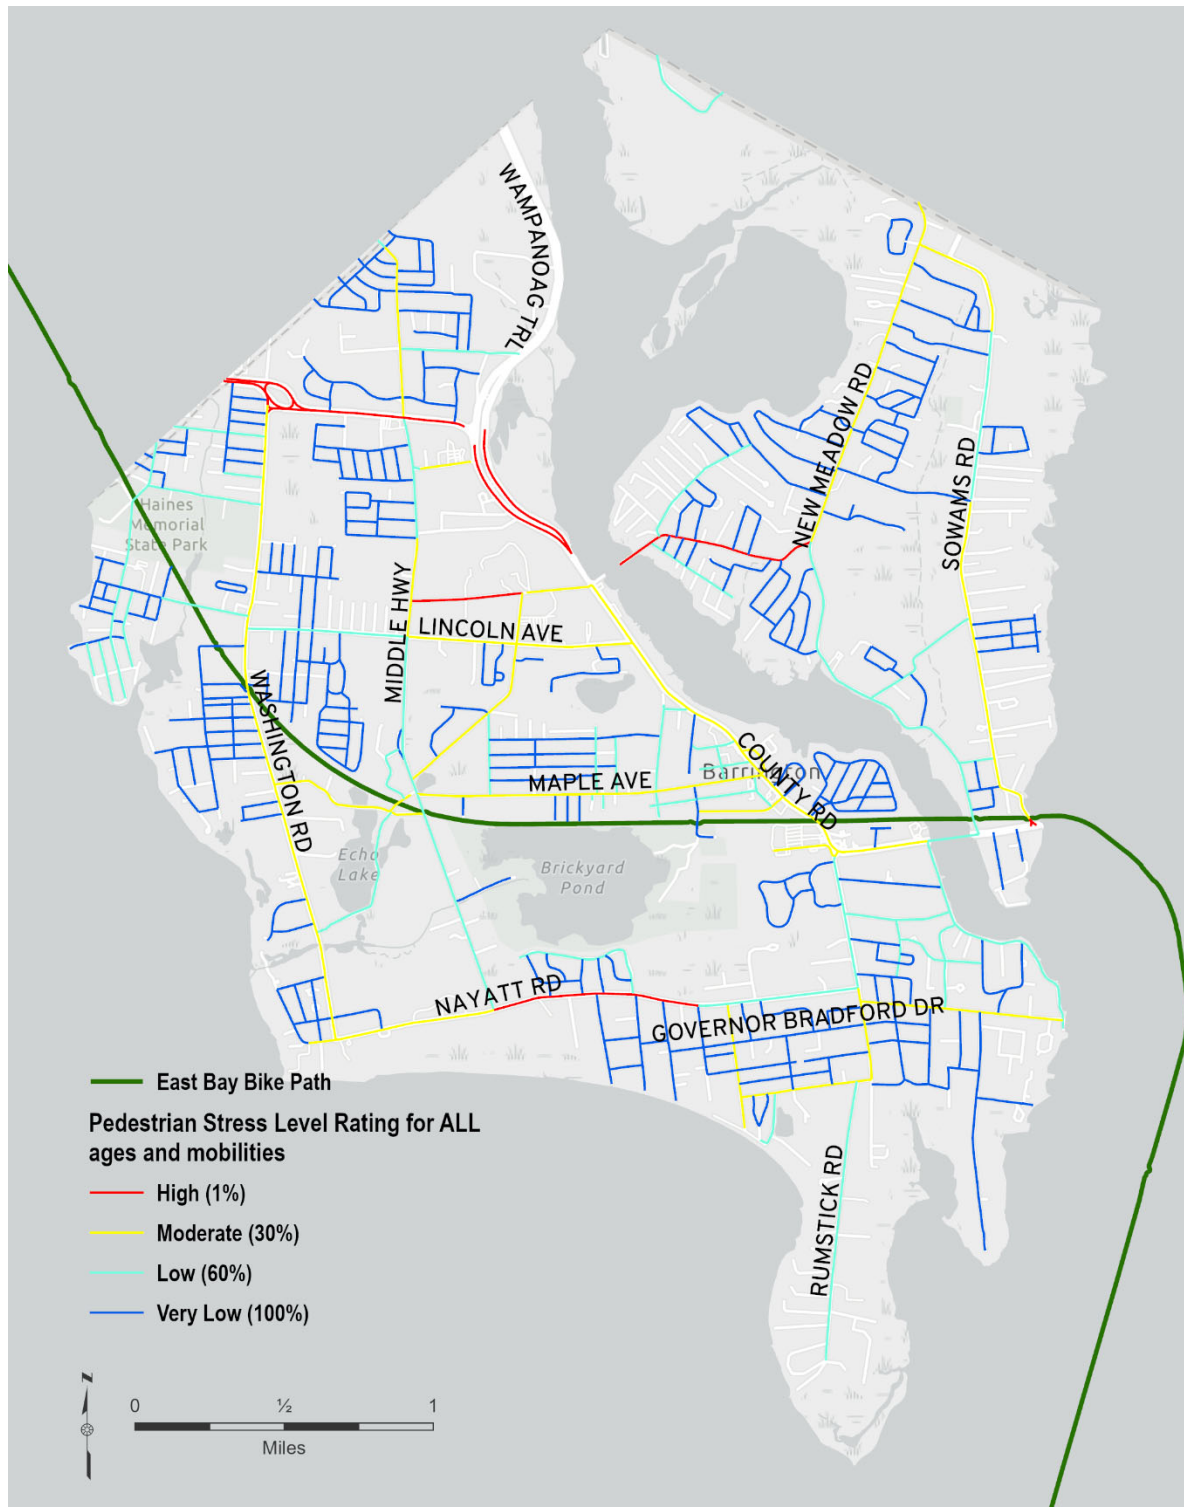 WAMPANOAG TRL
NEW MEADOW RD
SOWAMS RD
Haines
Memorial
State Park
MIDDLE HWY
LINCOLN AVE
WASHINGTON RD
COUNTY RD
Barrington
MAPLE AVE
Echo
Lake
Brickyard
Pond
NAYATT RD
GOVERNOR BRADFORD DR
RUMSTICK RD
East Bay Bike Path
Pedestrian Stress Level Rating for ALL
ages and mobilities
High (1%)
Moderate (30%)
Low (60%)
Very Low (100%)
N
0 ½ 1
Miles